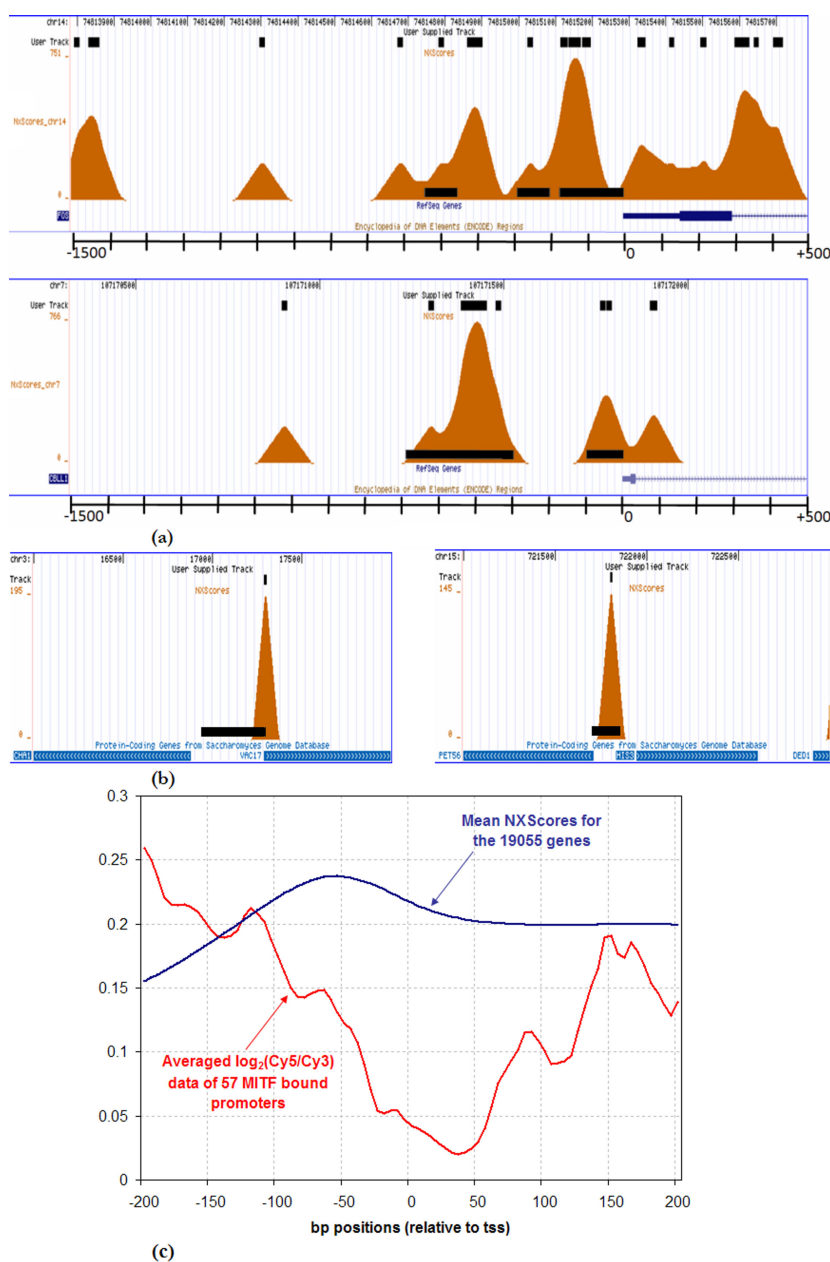 chr14: 74813900| 74814000| 74814100| 74814200| 74814300| 74814400| 74814500| 74814600| 74814700| 74814800| 74814900| 74815000| 74815100| 74815200| 74815300| 74815400| 74815500| 74815600| 74815700|
User Supplied Track
User Track
NXScores
751 _
NxScores_chr14
0 _
RefSeq Genes
FOS
Encyclopedia of DNA Elements (ENCODE) Regions
-1500 0 +500
chr7: 107170500| 107171000| 107171500| 107172000|
User Supplied Track
User Track
NXScores
766 _
NxScores_chr7
0 _
RefSeq Genes
CBLL1
Encyclopedia of DNA Elements (ENCODE) Regions
-1500 0 +500
(a)
chr3: 16500| 17000| 17500|
User Supplied Track
Track
NXScores
195 _
0 _
Protein-Coding Genes from Saccharomyces Genome Database
CHA1 VAC17
chr15: 721500| 722000| 722500|
User Supplied Track
Track
NXScores
145 _
0 _
Protein-Coding Genes from Saccharomyces Genome Database
PET56 HIS3 DED1
(b)
0.3
0.25
0.2
0.15
0.1
0.05
0
Mean NXScores for
the 19055 genes
Averaged log2(Cy5/Cy3)
data of 57 MITF bound
promoters
-200 -150 -100 -50 0 50 100 150 200
bp positions (relative to tss)
(c)